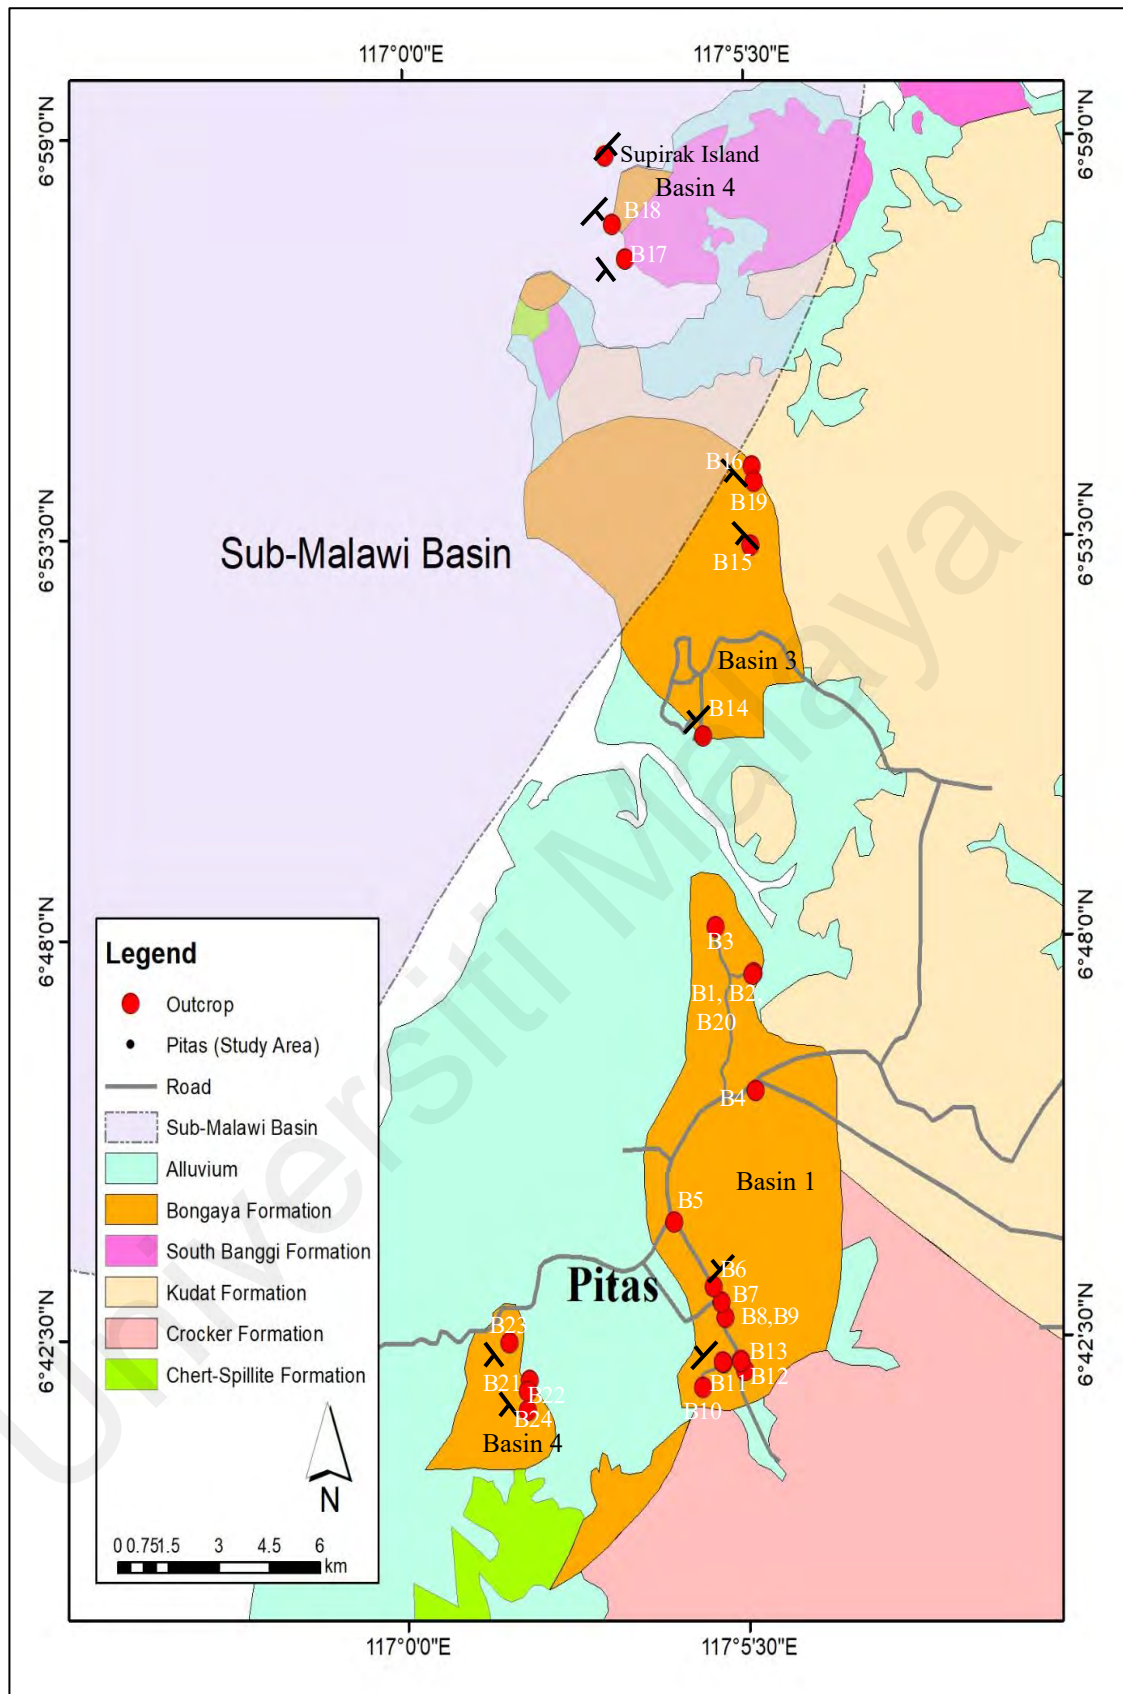 117°0'0"E
117°5'30"E
6°59'0"N
6°59'0"N
Supirak Island
Basin 4
B18
B17
B16
B19
6°53'30"N
6°53'30"N
Sub-Malawi Basin
B15
Basin 3
B14
6°48'0"N
6°48'0"N
B3
B1, B2,
B20
B4
Basin 1
B5
B6
Pitas
B7
B8,B9
6°42'30"N
6°42'30"N
B23
B13
B12
B21
B11
B22
B10
B24
Basin 4
Legend
Outcrop
Pitas (Study Area)
Road
Sub-Malawi Basin
Alluvium
Bongaya Formation
South Banggi Formation
Kudat Formation
Crocker Formation
Chert-Spillite Formation
N
0 0.751.5 3 4.5 6
km
117°0'0"E
117°5'30"E
Universiti Malaya